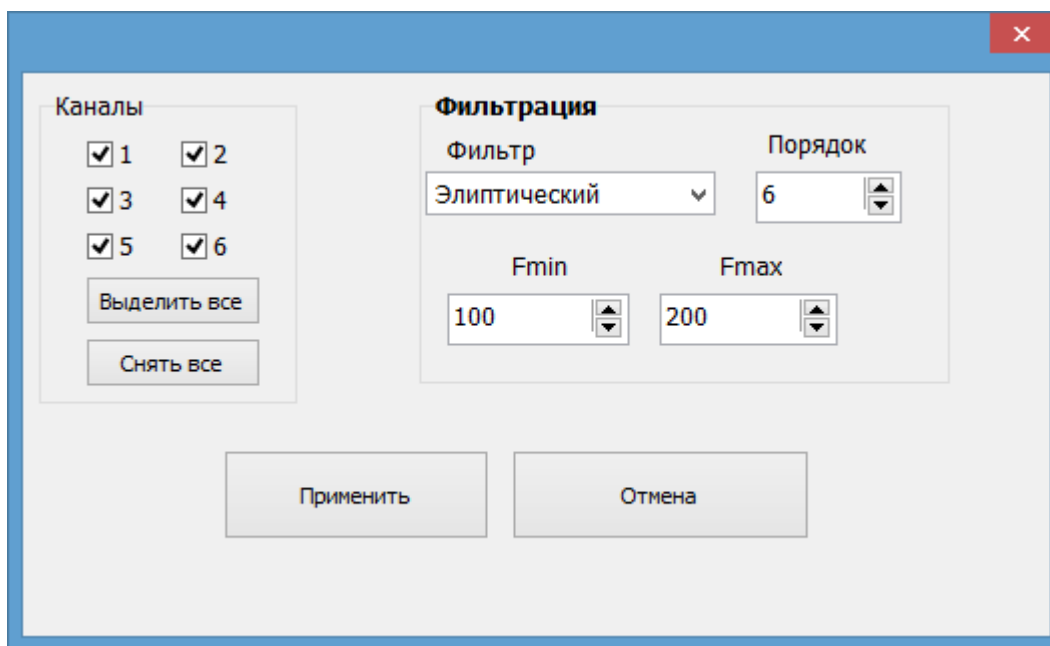 Каналы
1 2
3 4
5 6
Выделить все
Снять все
Фильтрация
Фильтр Порядок
Элиптический 6
Fmin Fmax
100 200
Применить Отмена